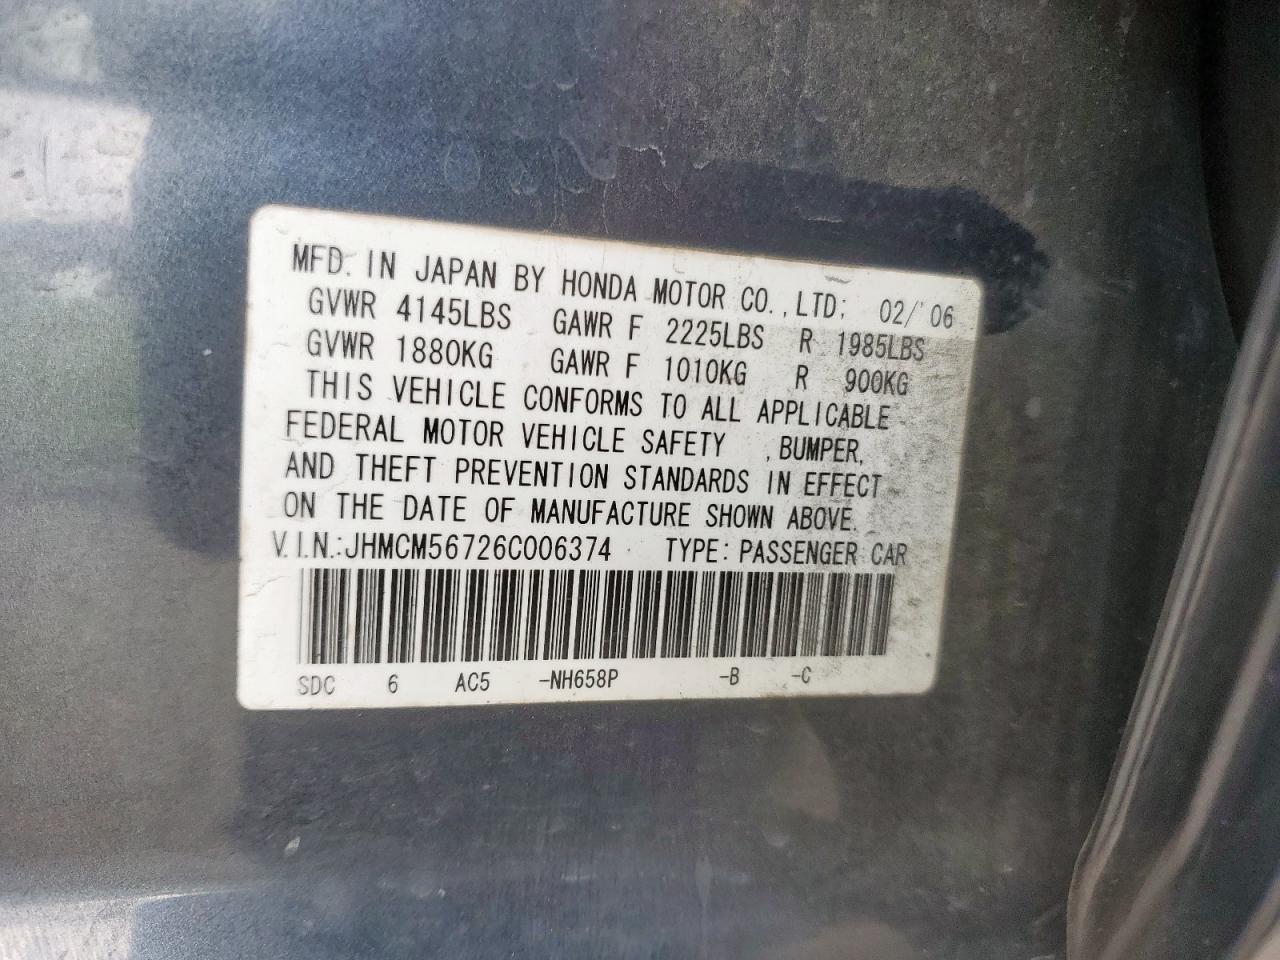 MFD. IN JAPAN BY HONDA MOTOR CO.,LTD; 02/'06
GVWR 4145LBS GAWR F 2225LBS R 1985LBS
GVWR 1880KG GAWR F 1010KG R 900KG
THIS VEHICLE CONFORMS TO ALL APPLICABLE
FEDERAL MOTOR VEHICLE SAFETY , BUMPER,
AND THEFT PREVENTION STANDARDS IN EFFECT
ON THE DATE OF MANUFACTURE SHOWN ABOVE.
V.I.N.:JHMCM56726C006374 TYPE: PASSENGER CAR
SDC 6 AC5 -NH658P -B -C